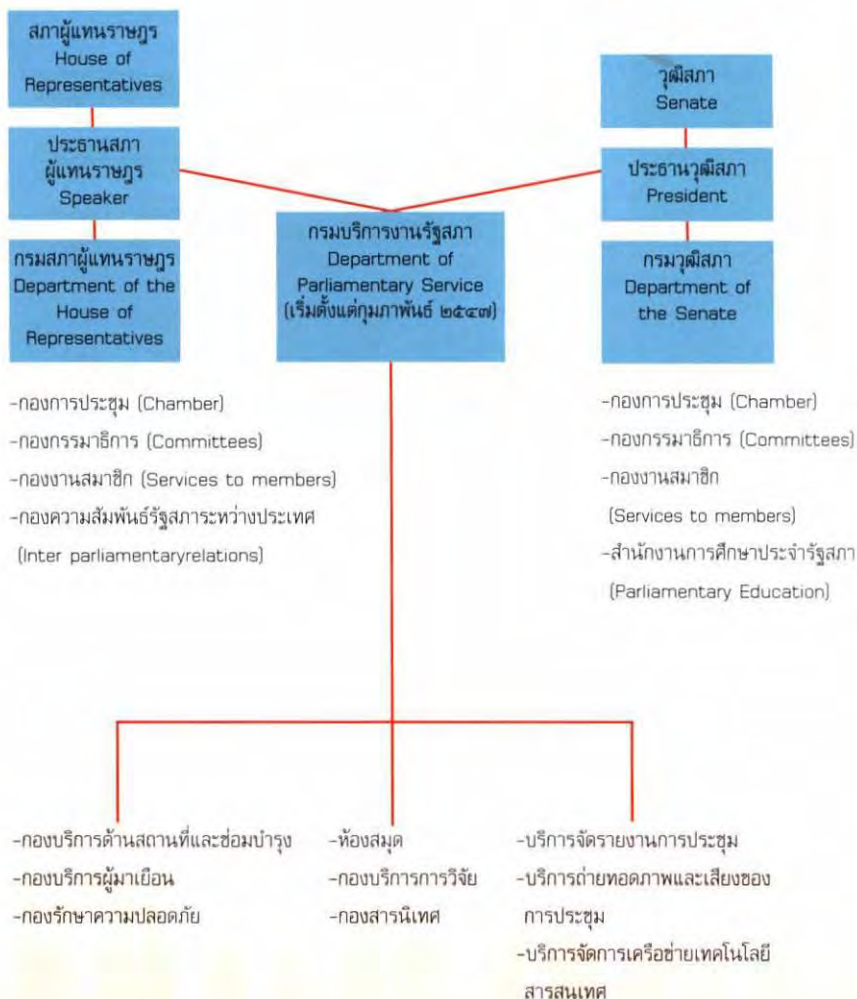 สภาผู้แทนราษฎร
House of
Representatives
ประธานสภา
ผู้แทนราษฎร
Speaker
กรมสภาผู้แทนราษฎร
Department of the
House of
Representatives
-กองการประชุม (Chamber)
-กองกรรมาธิการ (Committees)
-กองงานสมาชิก (Services to members)
-กองความสัมพันธ์รัฐสภาระหว่างประเทศ
(Inter parliamentaryrelations)
กรมบริการงานรัฐสภา
Department of
Parliamentary Service
(เริ่มตั้งแต่กุมภาพันธ์ ๒๕๔๗)
วุฒิสภา
Senate
ประธานวุฒิสภา
President
กรมวุฒิสภา
Department of
the Senate
-กองการประชุม (Chamber)
-กองกรรมาธิการ (Committees)
-กองงานสมาชิก
(Services to members)
-สำนักงานการศึกษาประจำรัฐสภา
(Parliamentary Education)
-กองบริการด้านสถานที่และซ่อมบำรุง
-กองบริการผู้มาเยือน
-กองรักษาความปลอดภัย
-ห้องสมุด
-กองบริการการวิจัย
-กองสารนิเทศ
-บริการจัดรายงานการประชุม
-บริการถ่ายทอดภาพและเสียงของ
การประชุม
-บริการจัดการเครือข่ายเทคโนโลยี
สารสนเทศ